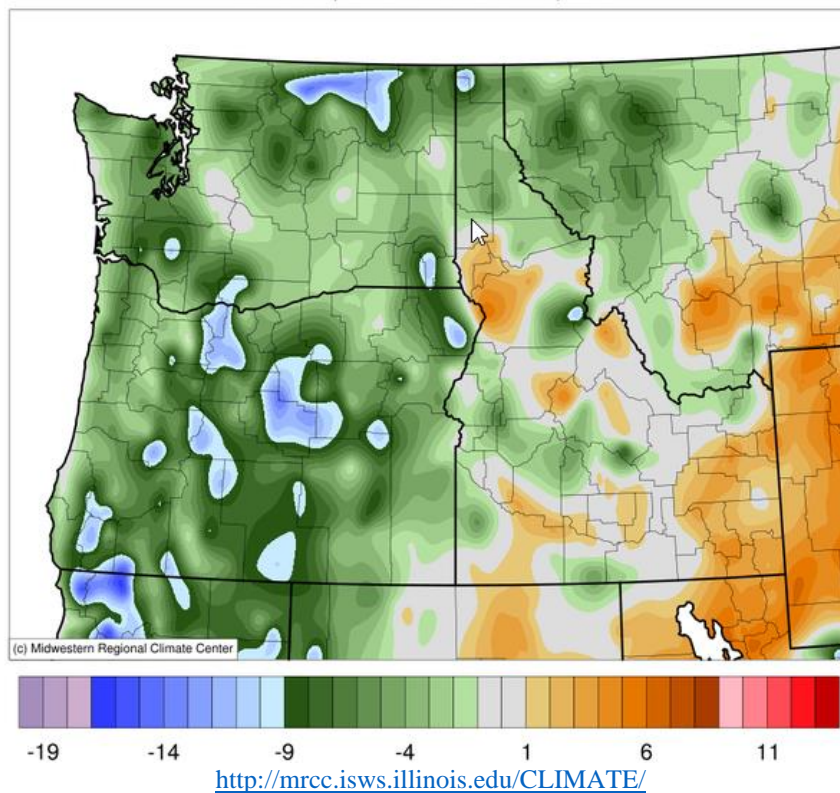 (c) Midwestern Regional Climate Center
-19 -14 -9 -4 1 6 11
http://mrcc.isws.illinois.edu/CLIMATE/